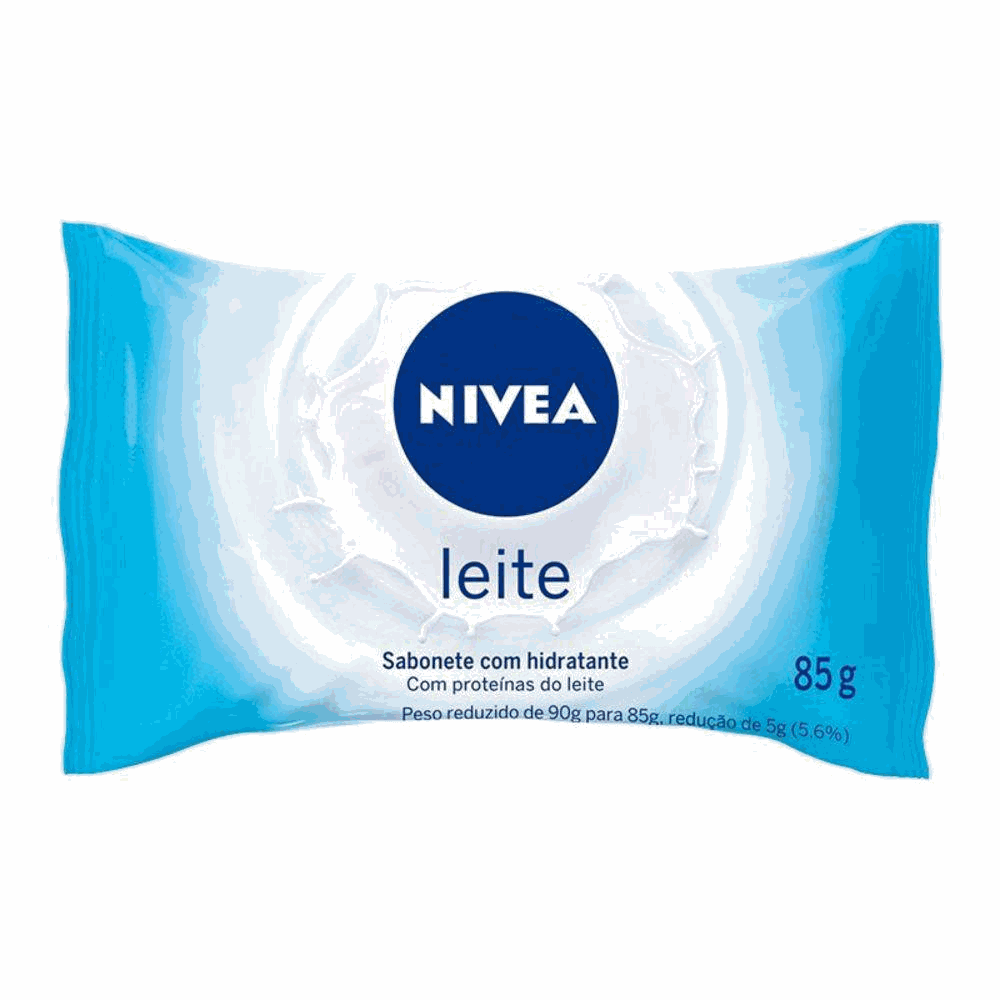 NIVEA
leite
Sabonete com hidratante
Com proteínas do leite
85 g
Peso reduzido de 90g para 85g, redução de 5g (5.6%)